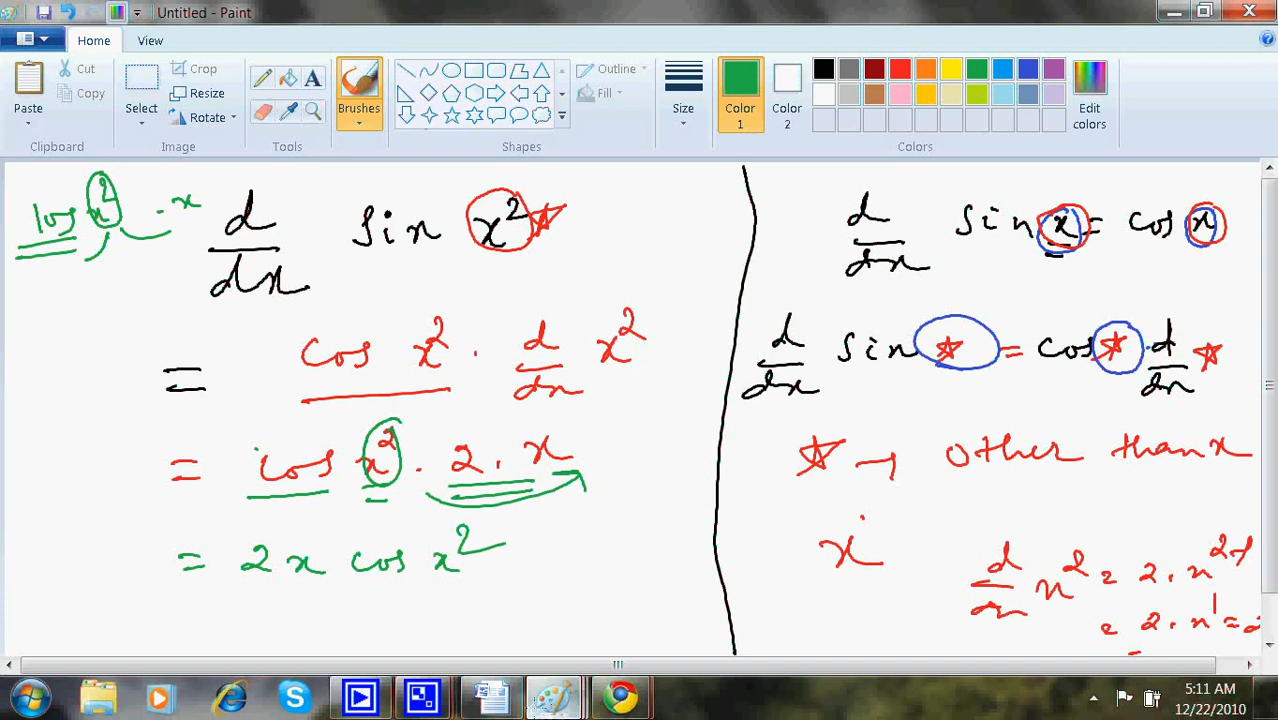 Untitled - Paint
Home View
Paste Cut Copy Select Crop Resize Rotate Brushes Outline Fill Size Color 1 Color 2 Edit colors
Clipboard Image Tools Shapes Colors
cos x² · x
d/dx sin x² ☆
= cos x² · d/dx x²
= cos x² · 2 · x
= 2x cos x²
d/dx sin x = cos x
d/dx sin ☆ = cos ☆ · d/dx ☆
☆ → other than x
x
d/dx x² = 2 · x²⁻¹
= 2 · x¹ = 2
=
5:11 AM
12/22/2010